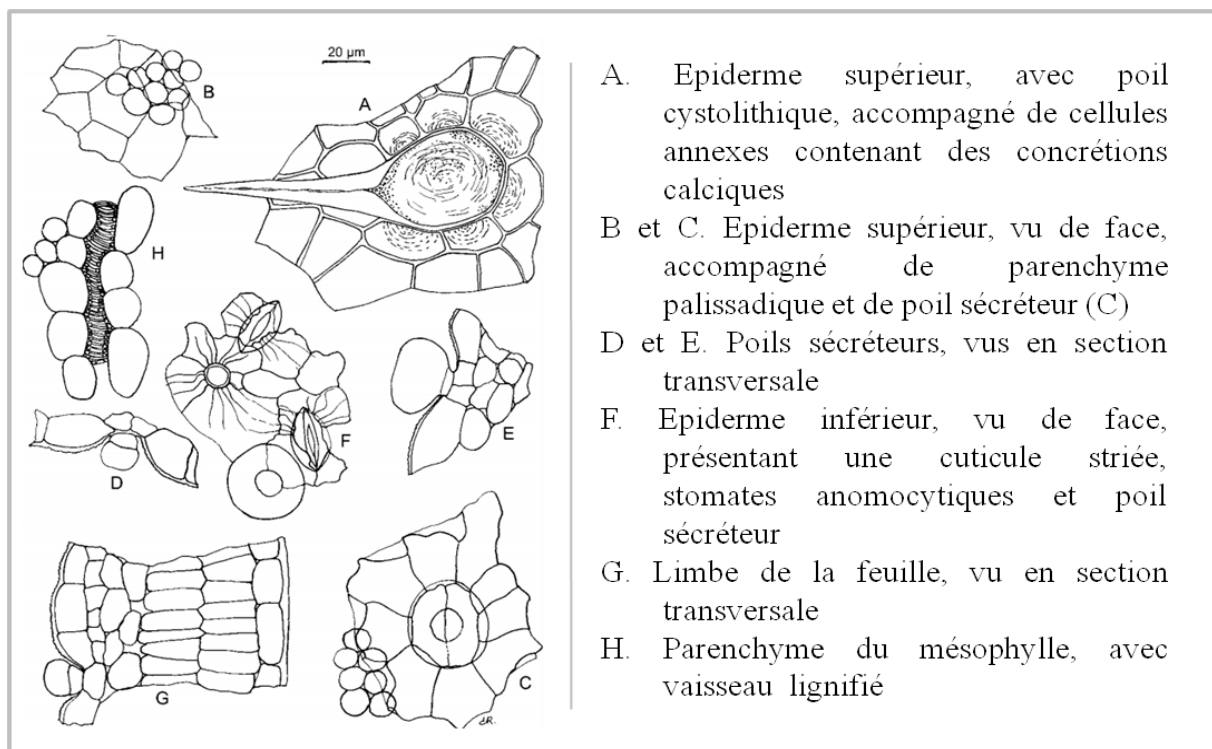 20 µm
A
B
H
F
E
D
G
C
A. Epiderme supérieur, avec poil
cystolithique, accompagné de cellules
annexes contenant des concrétions
calciques
B et C. Epiderme supérieur, vu de face,
accompagné de parenchyme
palissadique et de poil sécréteur (C)
D et E. Poils sécréteurs, vus en section
transversale
F. Epiderme inférieur, vu de face,
présentant une cuticule striée,
stomates anomocytiques et poil
sécréteur
G. Limbe de la feuille, vu en section
transversale
H. Parenchyme du mésophylle, avec
vaisseau lignifié